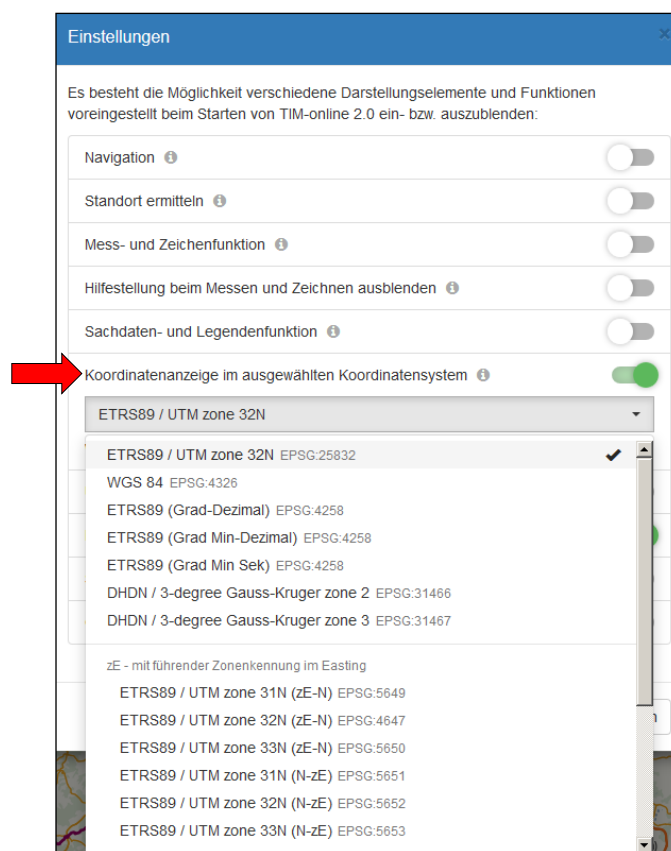 Einstellungen
×
Es besteht die Möglichkeit verschiedene Darstellungselemente und Funktionen
voreingestellt beim Starten von TIM-online 2.0 ein- bzw. auszublenden:
Navigation
Standort ermitteln
Mess- und Zeichenfunktion
Hilfestellung beim Messen und Zeichnen ausblenden
Sachdaten- und Legendenfunktion
Koordinatenanzeige im ausgewählten Koordinatensystem
ETRS89 / UTM zone 32N
ETRS89 / UTM zone 32N EPSG:25832
WGS 84 EPSG:4326
ETRS89 (Grad-Dezimal) EPSG:4258
ETRS89 (Grad Min-Dezimal) EPSG:4258
ETRS89 (Grad Min Sek) EPSG:4258
DHDN / 3-degree Gauss-Kruger zone 2 EPSG:31466
DHDN / 3-degree Gauss-Kruger zone 3 EPSG:31467
zE - mit führender Zonenkennung im Easting
ETRS89 / UTM zone 31N (zE-N) EPSG:5649
ETRS89 / UTM zone 32N (zE-N) EPSG:4647
ETRS89 / UTM zone 33N (zE-N) EPSG:5650
ETRS89 / UTM zone 31N (N-zE) EPSG:5651
ETRS89 / UTM zone 32N (N-zE) EPSG:5652
ETRS89 / UTM zone 33N (N-zE) EPSG:5653